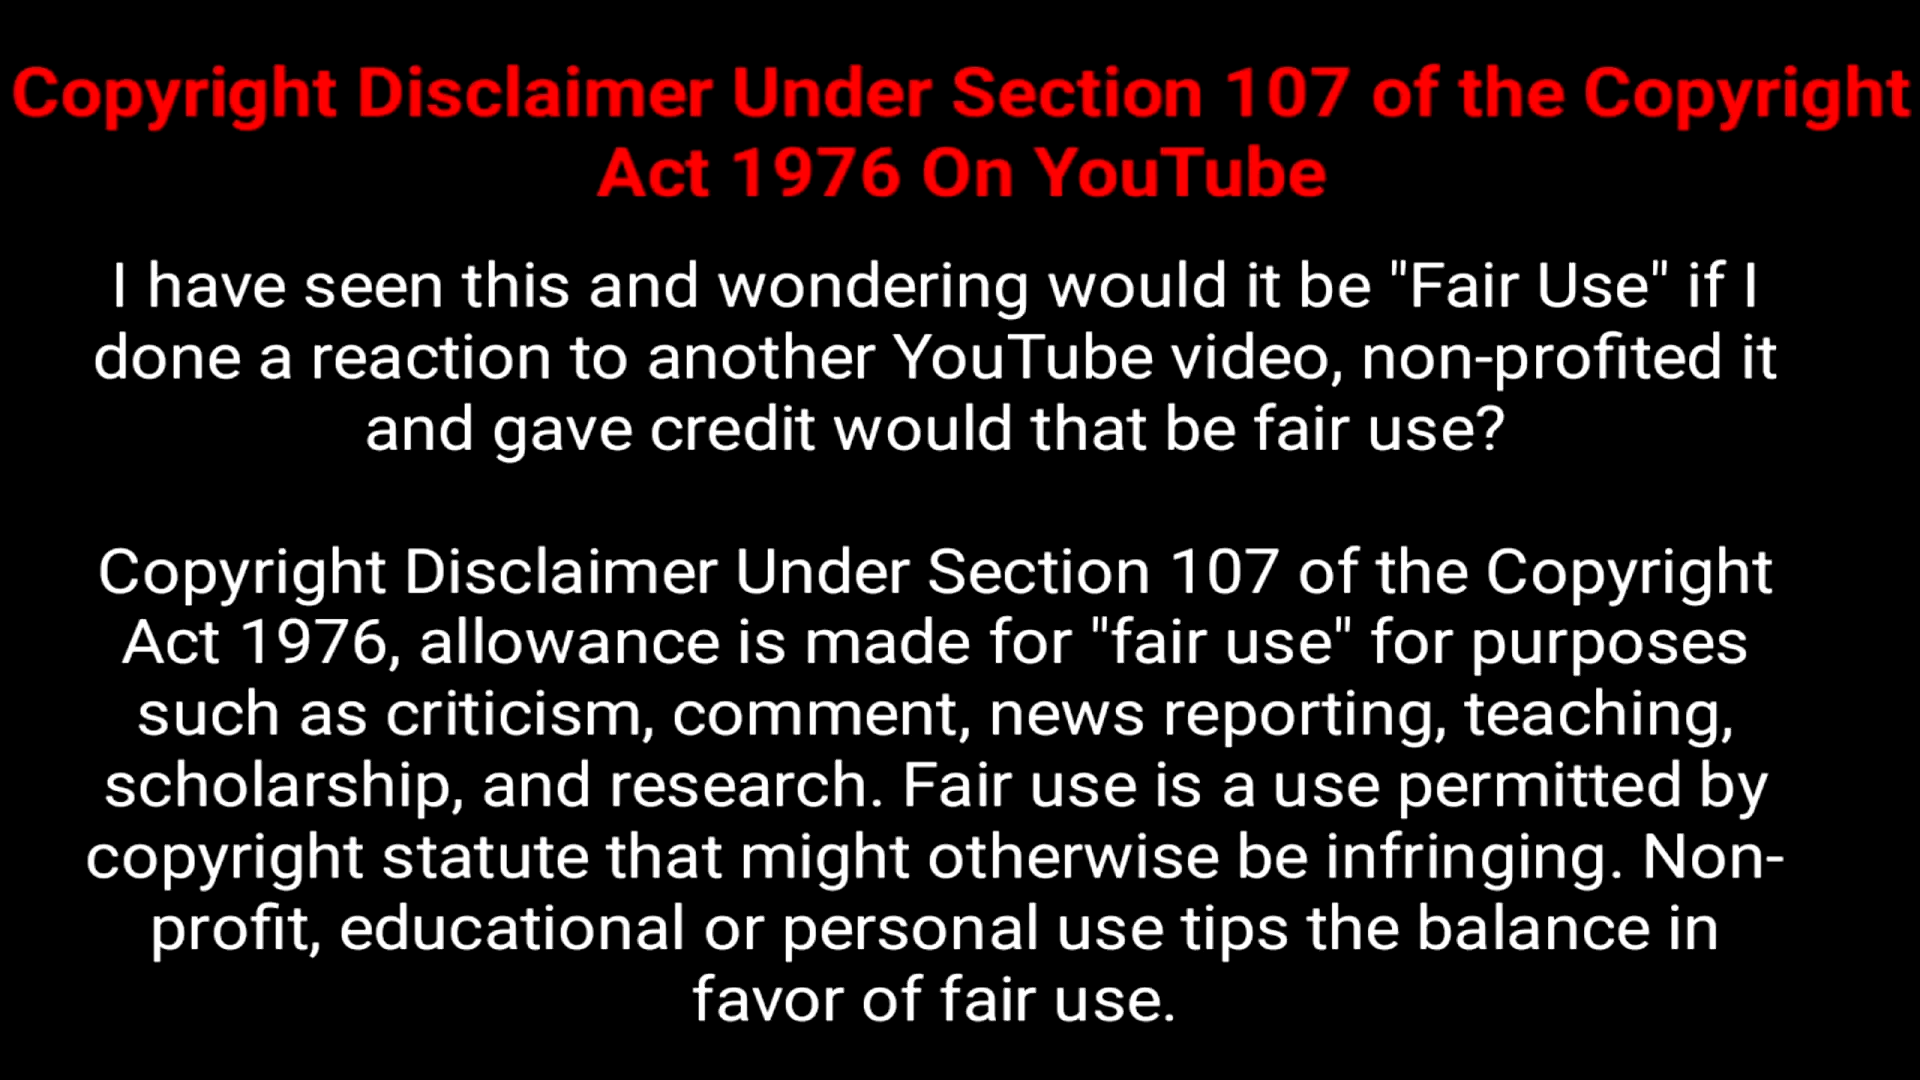 Copyright Disclaimer Under Section 107 of the Copyright
Act 1976 On YouTube
I have seen this and wondering would it be "Fair Use" if I
done a reaction to another YouTube video, non-profited it
and gave credit would that be fair use?
Copyright Disclaimer Under Section 107 of the Copyright
Act 1976, allowance is made for "fair use" for purposes
such as criticism, comment, news reporting, teaching,
scholarship, and research. Fair use is a use permitted by
copyright statute that might otherwise be infringing. Non-
profit, educational or personal use tips the balance in
favor of fair use.